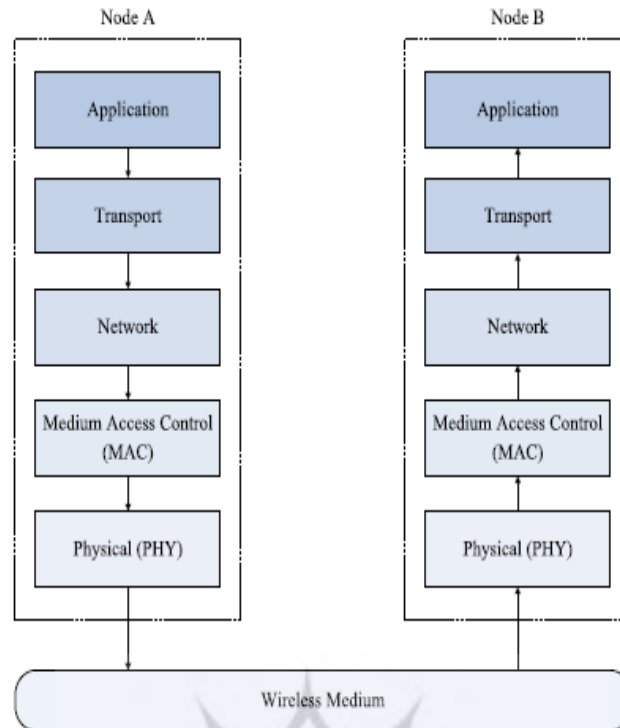 Node A
Node B
Application
Transport
Network
Medium Access Control
(MAC)
Physical (PHY)
Application
Transport
Network
Medium Access Control
(MAC)
Physical (PHY)
Wireless Medium